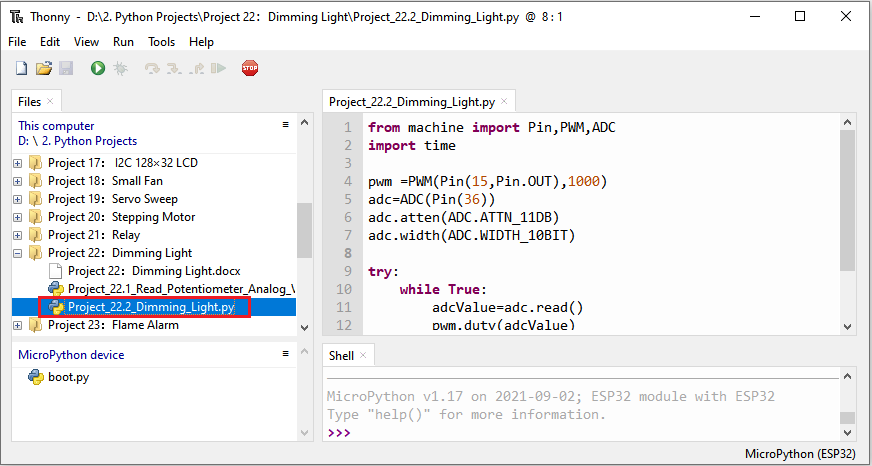 Thonny - D:\2. Python Projects\Project 22：Dimming Light\Project_22.2_Dimming_Light.py @ 8 : 1
File Edit View Run Tools Help
STOP
Files
This computer
D: \ 2. Python Projects
Project 17： I2C 128×32 LCD
Project 18：Small Fan
Project 19：Servo Sweep
Project 20：Stepping Motor
Project 21：Relay
Project 22：Dimming Light
Project 22：Dimming Light.docx
Project_22.1_Read_Potentiometer_Analog_V
Project_22.2_Dimming_Light.py
Project 23：Flame Alarm
MicroPython device
boot.py
Project_22.2_Dimming_Light.py
1 from machine import Pin,PWM,ADC
2 import time
3
4 pwm =PWM(Pin(15,Pin.OUT),1000)
5 adc=ADC(Pin(36))
6 adc.atten(ADC.ATTN_11DB)
7 adc.width(ADC.WIDTH_10BIT)
8
9 try:
10     while True:
11         adcValue=adc.read()
12         pwm.duty(adcValue)
Shell
MicroPython v1.17 on 2021-09-02; ESP32 module with ESP32
Type "help()" for more information.
>>>
MicroPython (ESP32)